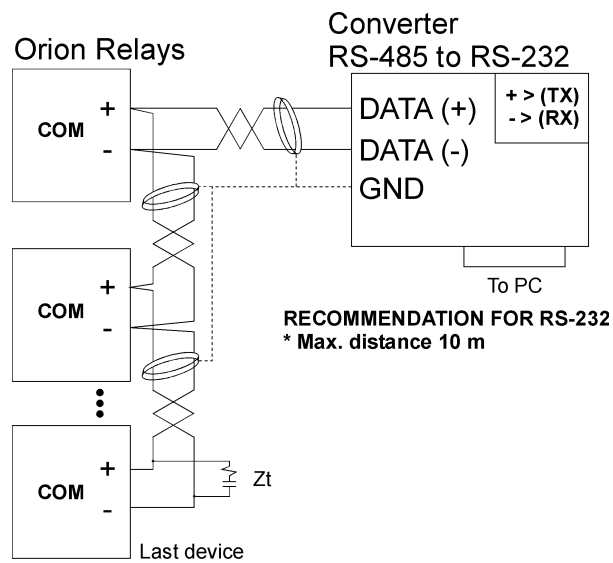 Converter
RS-485 to RS-232
Orion Relays
COM
+
-
DATA (+)
DATA (-)
GND
+ > (TX)
- > (RX)
To PC
RECOMMENDATION FOR RS-232
* Max. distance 10 m
COM
+
-
COM
+
-
Zt
Last device